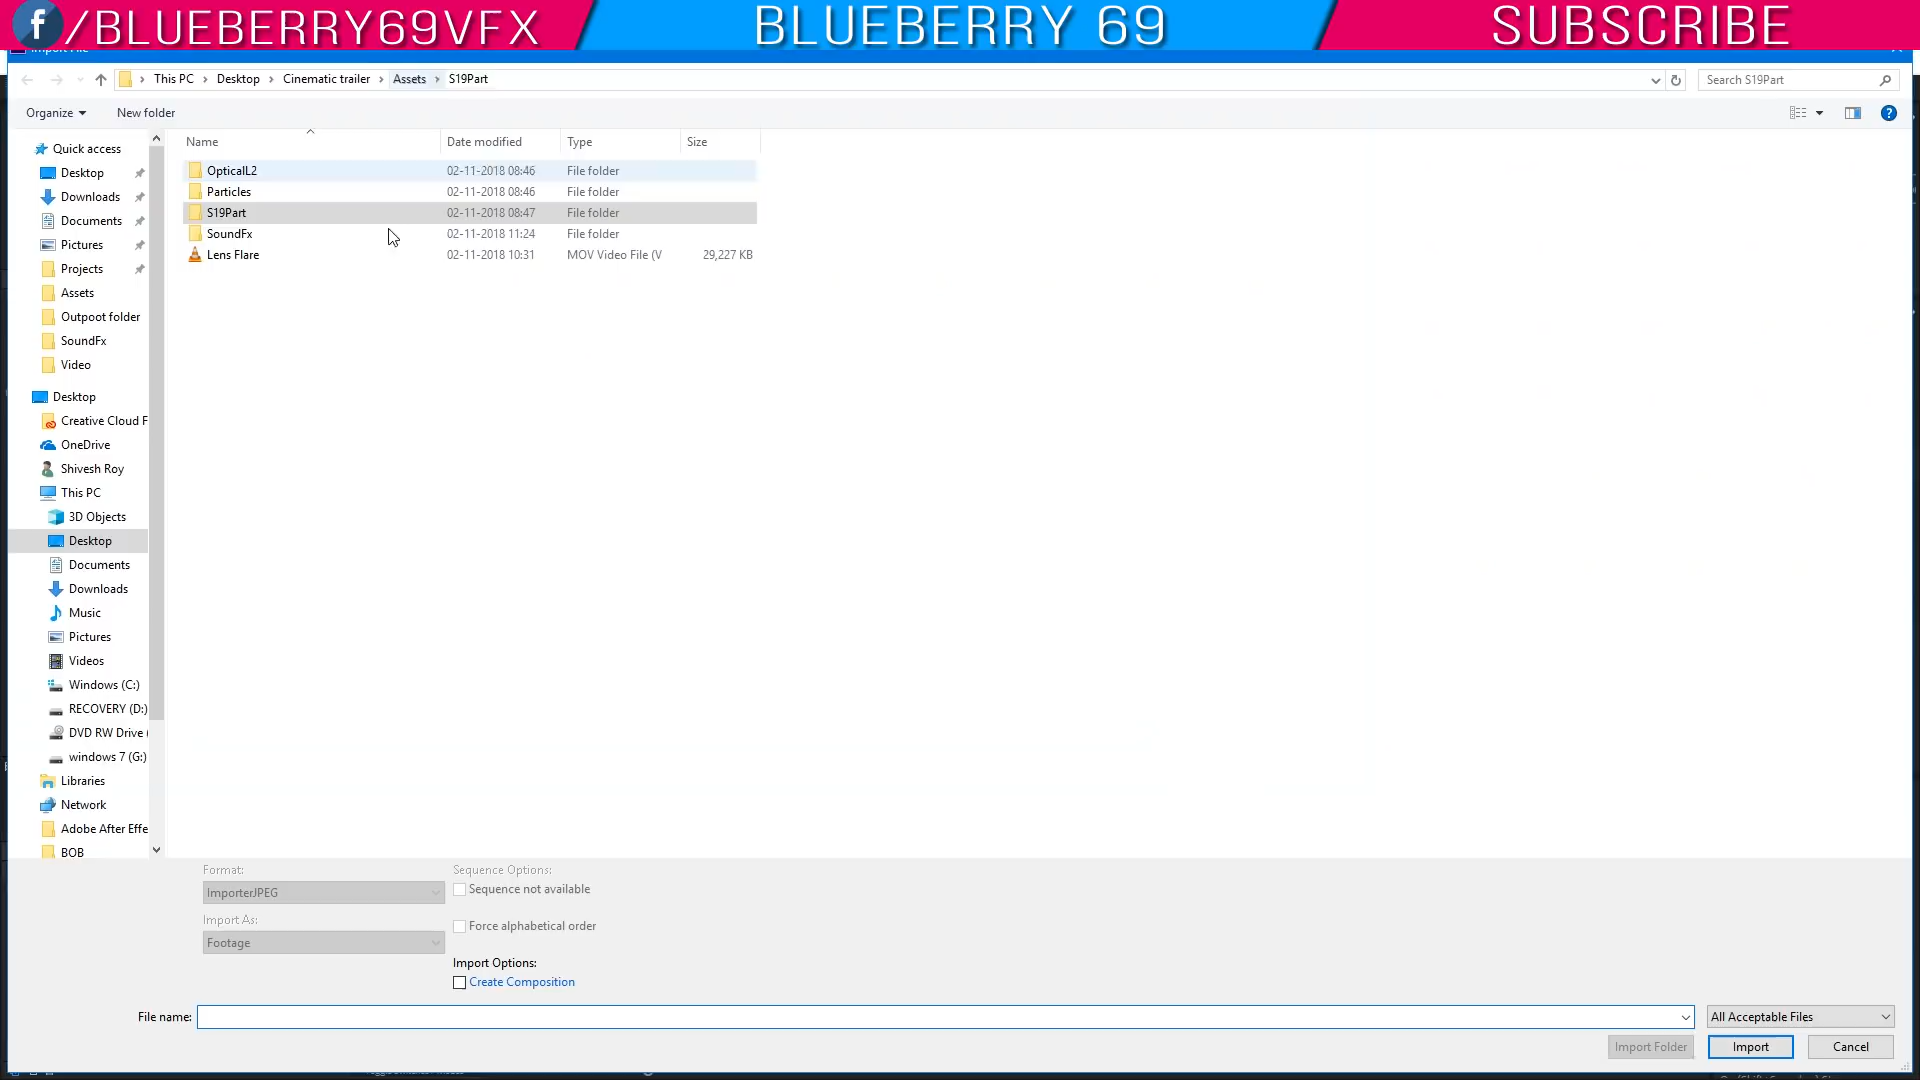 /BLUEBERRY69VFX
BLUEBERRY 69
SUBSCRIBE
This PC > Desktop > Cinematic trailer > Assets > S19Part
Search S19Part
Organize
New folder
Name
Date modified
Type
Size
OpticalL2 02-11-2018 08:46 File folder
Particles 02-11-2018 08:46 File folder
S19Part 02-11-2018 08:47 File folder
SoundFx 02-11-2018 11:24 File folder
Lens Flare 02-11-2018 10:31 MOV Video File (V 29,227 KB
Quick access
Desktop
Downloads
Documents
Pictures
Projects
Assets
Outpoot folder
SoundFx
Video
Desktop
Creative Cloud F
OneDrive
Shivesh Roy
This PC
3D Objects
Desktop
Documents
Downloads
Music
Pictures
Videos
Windows (C:)
RECOVERY (D:)
DVD RW Drive (
windows 7 (G:)
Libraries
Network
Adobe After Effe
BOB
Format:
ImporterJPEG
Import As:
Footage
Sequence Options:
Sequence not available
Force alphabetical order
Import Options:
Create Composition
File name:
All Acceptable Files
Import Folder
Import
Cancel